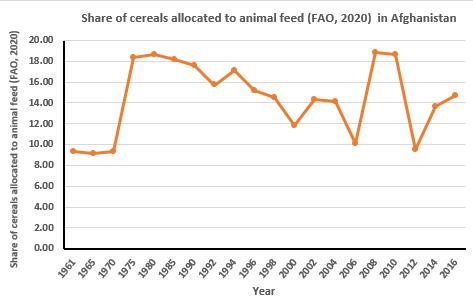 Share of cereals allocated to animal feed (FAO, 2020)  in Afghanistan
Share of cereals allocated to animal feed (FAO, 2020)
20.00
18.00
16.00
14.00
12.00
10.00
8.00
6.00
4.00
2.00
0.00
1961 1965 1970 1975 1980 1985 1990 1992 1994 1996 1998 2000 2002 2004 2006 2008 2010 2012 2014 2016
Year